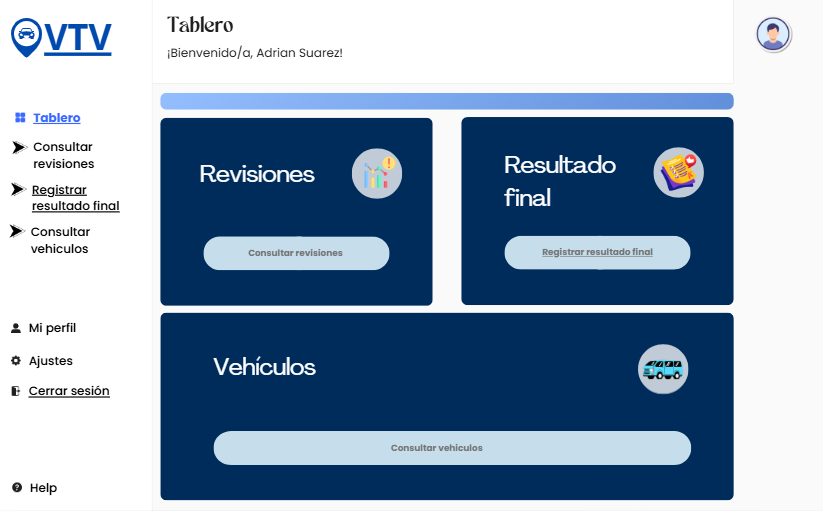 VTV
Tablero
¡Bienvenido/a, Adrian Suarez!
Tablero
Consultar
revisiones
Registrar
resultado final
Consultar
vehiculos
Mi perfil
Ajustes
Cerrar sesión
Help
Revisiones
Consultar revisiones
Resultado
final
Registrar resultado final
Vehículos
Consultar vehiculos